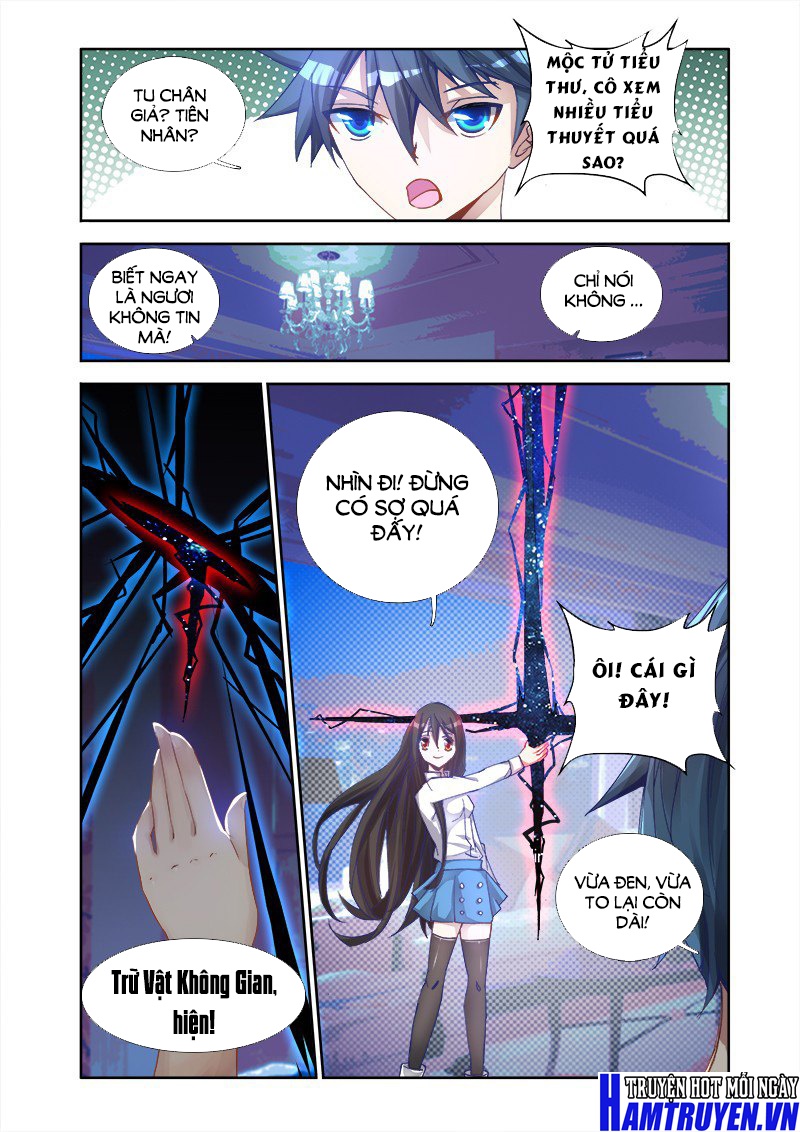 TU CHÂN
GIẢ? TIÊN
NHÂN?
MỘC TỬ TIỂU
THƯ, CÔ XEM
NHIỀU TIỂU
THUYẾT QUÁ
SAO?
BIẾT NGAY
LÀ NGƯƠI
KHÔNG TIN
MÀ!
CHỈ NÓI
KHÔNG ...
NHÌN ĐI! ĐỪNG
CÓ SỢ QUÁ
ĐẤY!
ÔI! CÁI GÌ
ĐÂY!
VỪA ĐEN, VỪA
TO LẠI CÒN
DÀI!
Trữ Vật Không Gian,
hiện!
TRUYỆN HOT MỖI NGÀY
HAMTRUYEN.VN